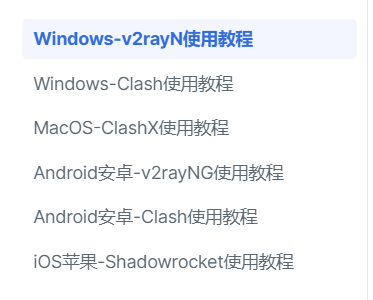 Windows-v2rayN使用教程
Windows-Clash使用教程
MacOS-ClashX使用教程
Android安卓-v2rayNG使用教程
Android安卓-Clash使用教程
iOS苹果-Shadowrocket使用教程